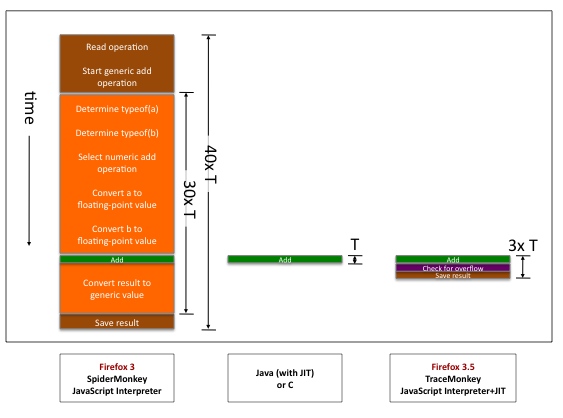 time
Read operation
Start generic add
operation
Determine typeof(a)
Determine typeof(b)
Select numeric add
operation
Convert a to
floating-point value
Convert b to
floating-point value
Add
Convert result to
generic value
Save result
30x T
40x T
Add
T
Add
Check for overflow
Save result
3x T
Firefox 3
SpiderMonkey
JavaScript Interpreter
Java (with JIT)
or C
Firefox 3.5
TraceMonkey
JavaScript Interpreter+JIT